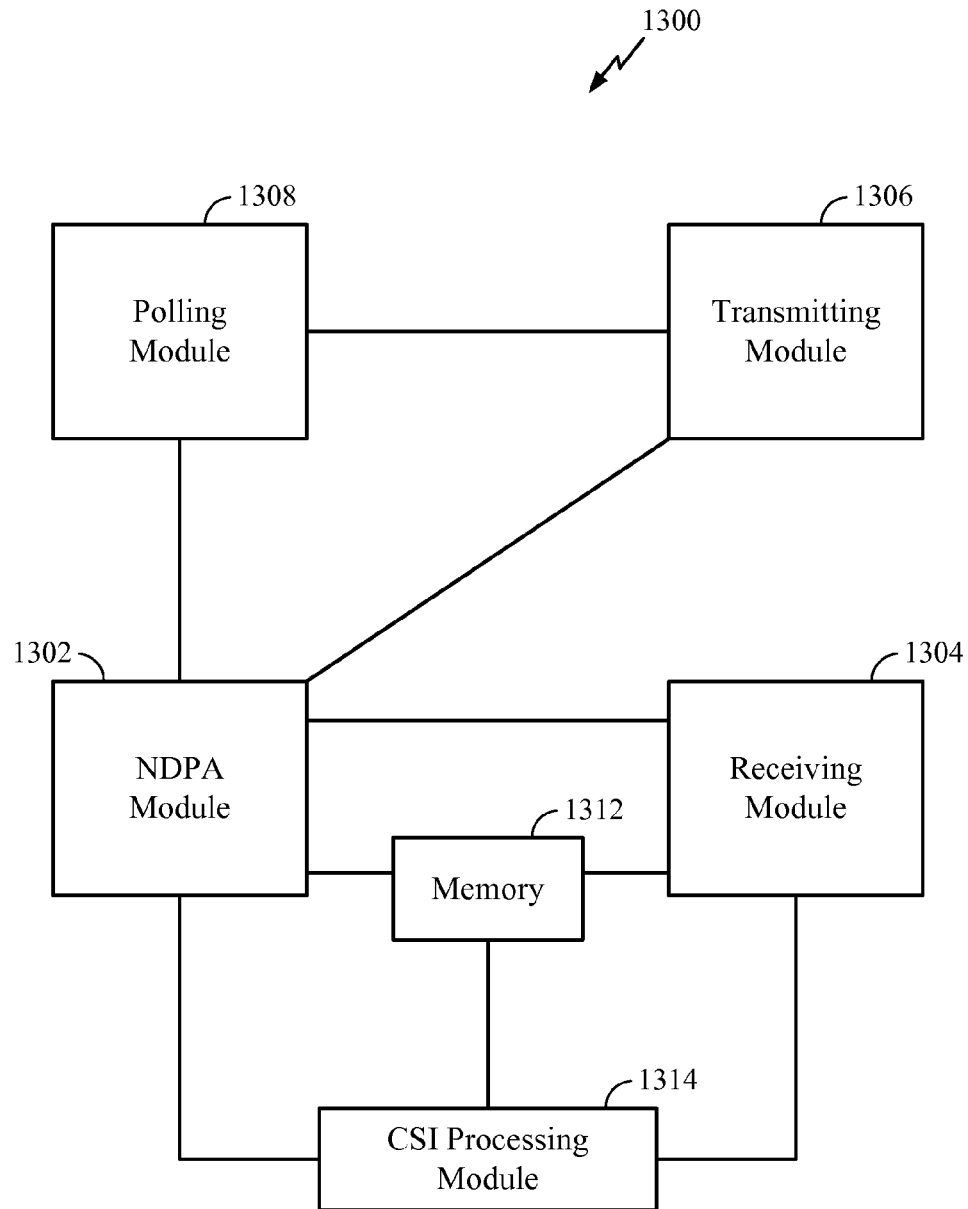 1300
1308
1306
Polling
Module
Transmitting
Module
1302
1304
NDPA
Module
Receiving
Module
1312
Memory
1314
CSI Processing
Module